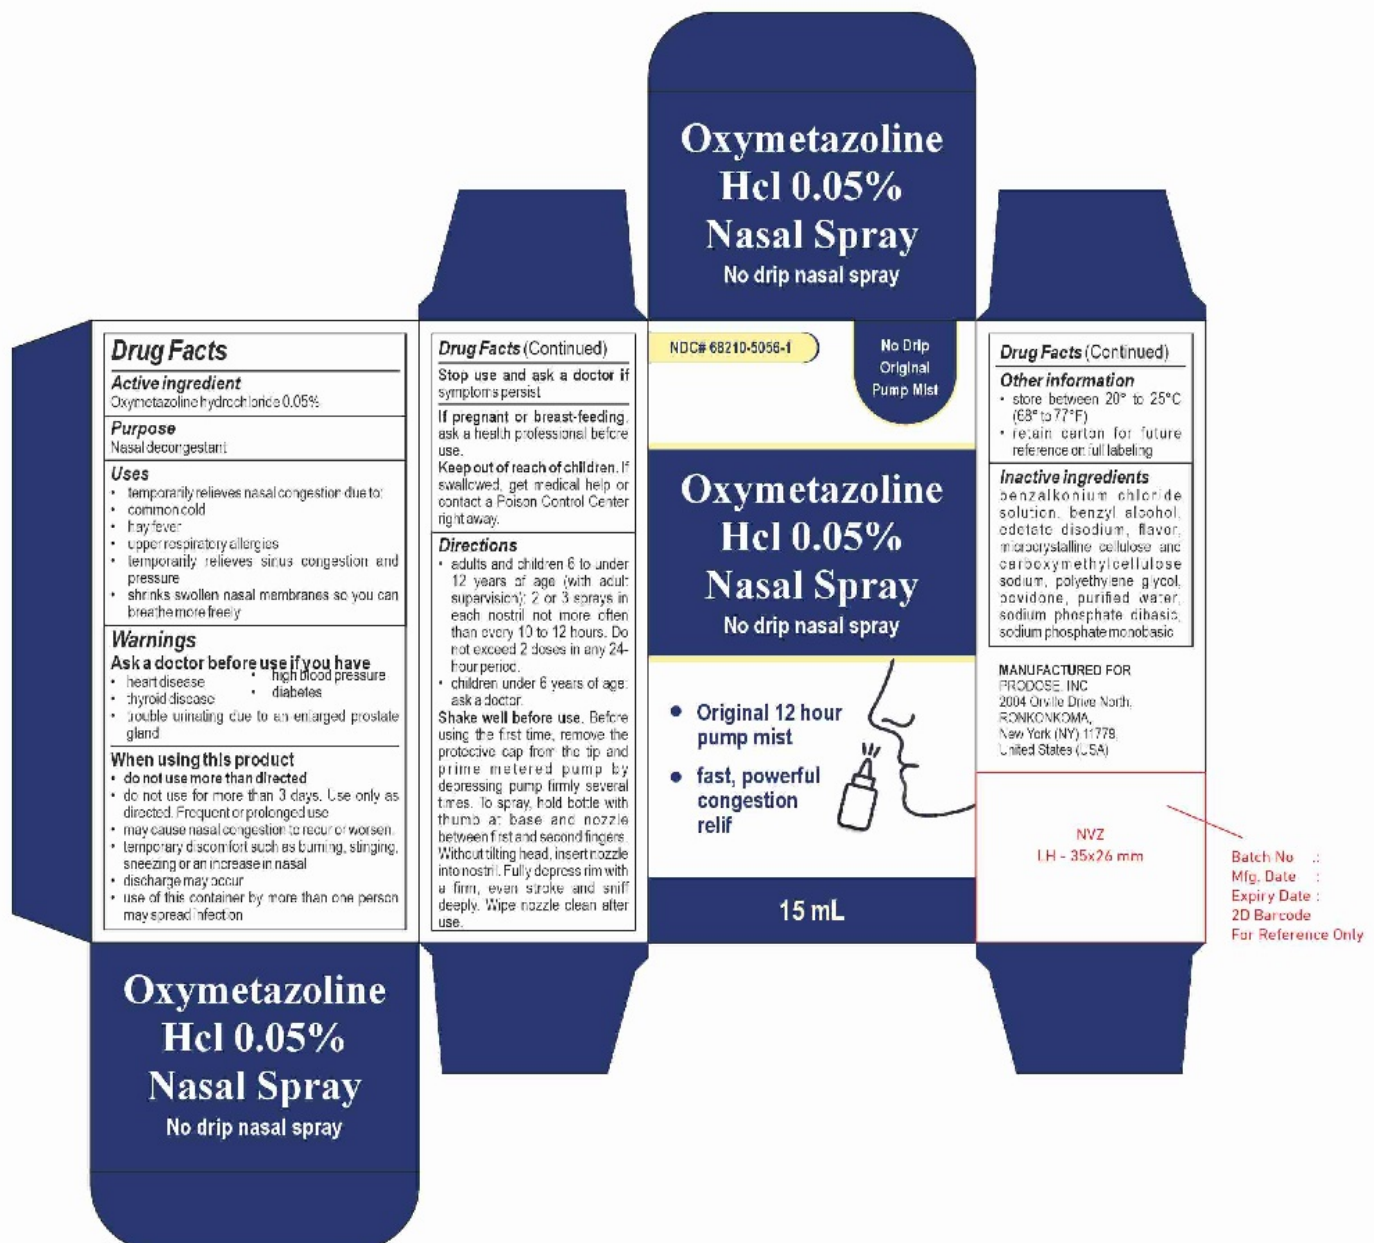 Oxymetazoline
Hcl 0.05%
Nasal Spray
No drip nasal spray
Drug Facts
Active ingredient
Oxymetazoline hydrochloride 0.05%
Purpose
Nasal decongestant
Uses
• temporarily relieves nasal congestion due to:
• common cold
• hay fever
• upper respiratory allergies
• temporarily relieves sinus congestion and
pressure
• shrinks swollen nasal membranes so you can
breathe more freely
Warnings
Ask a doctor before use if you have
• heart disease
• high blood pressure
• thyroid disease
• diabetes
• trouble urinating due to an enlarged prostate
gland
When using this product
• do not use more than directed
• do not use for more than 3 days. Use only as
directed. Frequent or prolonged use
• may cause nasal congestion to recur or worsen.
• temporary discomfort such as burning, stinging,
sneezing or an increase in nasal
• discharge may occur
• use of this container by more than one person
may spread infection
Drug Facts (Continued)
Stop use and ask a doctor if
symptoms persist
If pregnant or breast-feeding,
ask a health professional before
use.
Keep out of reach of children. If
swallowed, get medical help or
contact a Poison Control Center
right away.
Directions
• adults and children 6 to under
12 years of age (with adult
supervision): 2 or 3 sprays in
each nostril not more often
than every 10 to 12 hours. Do
not exceed 2 doses in any 24-
hour period.
• children under 6 years of age:
ask a doctor.
Shake well before use. Before
using the first time, remove the
protective cap from the tip and
prime metered pump by
depressing pump firmly several
times. To spray, hold bottle with
thumb at base and nozzle
between first and second fingers.
Without tilting head, insert nozzle
into nostril. Fully depress rim with
a firm, even stroke and sniff
deeply. Wipe nozzle clean after
use.
NDC# 68210-5056-1
No Drip
Original
Pump Mist
Oxymetazoline
Hcl 0.05%
Nasal Spray
No drip nasal spray
• Original 12 hour
pump mist
• fast, powerful
congestion
relif
15 mL
Drug Facts (Continued)
Other information
• store between 20° to 25°C
(68° to 77°F)
• retain carton for future
reference on full labeling
Inactive ingredients
benzalkonium chloride
solution, benzyl alcohol,
edetate disodium, flavor,
microcrystalline cellulose and
carboxymethylcellulose
sodium, polyethylene glycol,
povidone, purified water,
sodium phosphate dibasic,
sodium phosphate monobasic
MANUFACTURED FOR
PRODOSE, INC
2004 Orville Drive North,
RONKONKOMA,
New York (NY) 11779,
United States (USA)
NVZ
LH - 35x26 mm
Batch No .:
Mfg. Date :
Expiry Date :
2D Barcode
For Reference Only
Oxymetazoline
Hcl 0.05%
Nasal Spray
No drip nasal spray